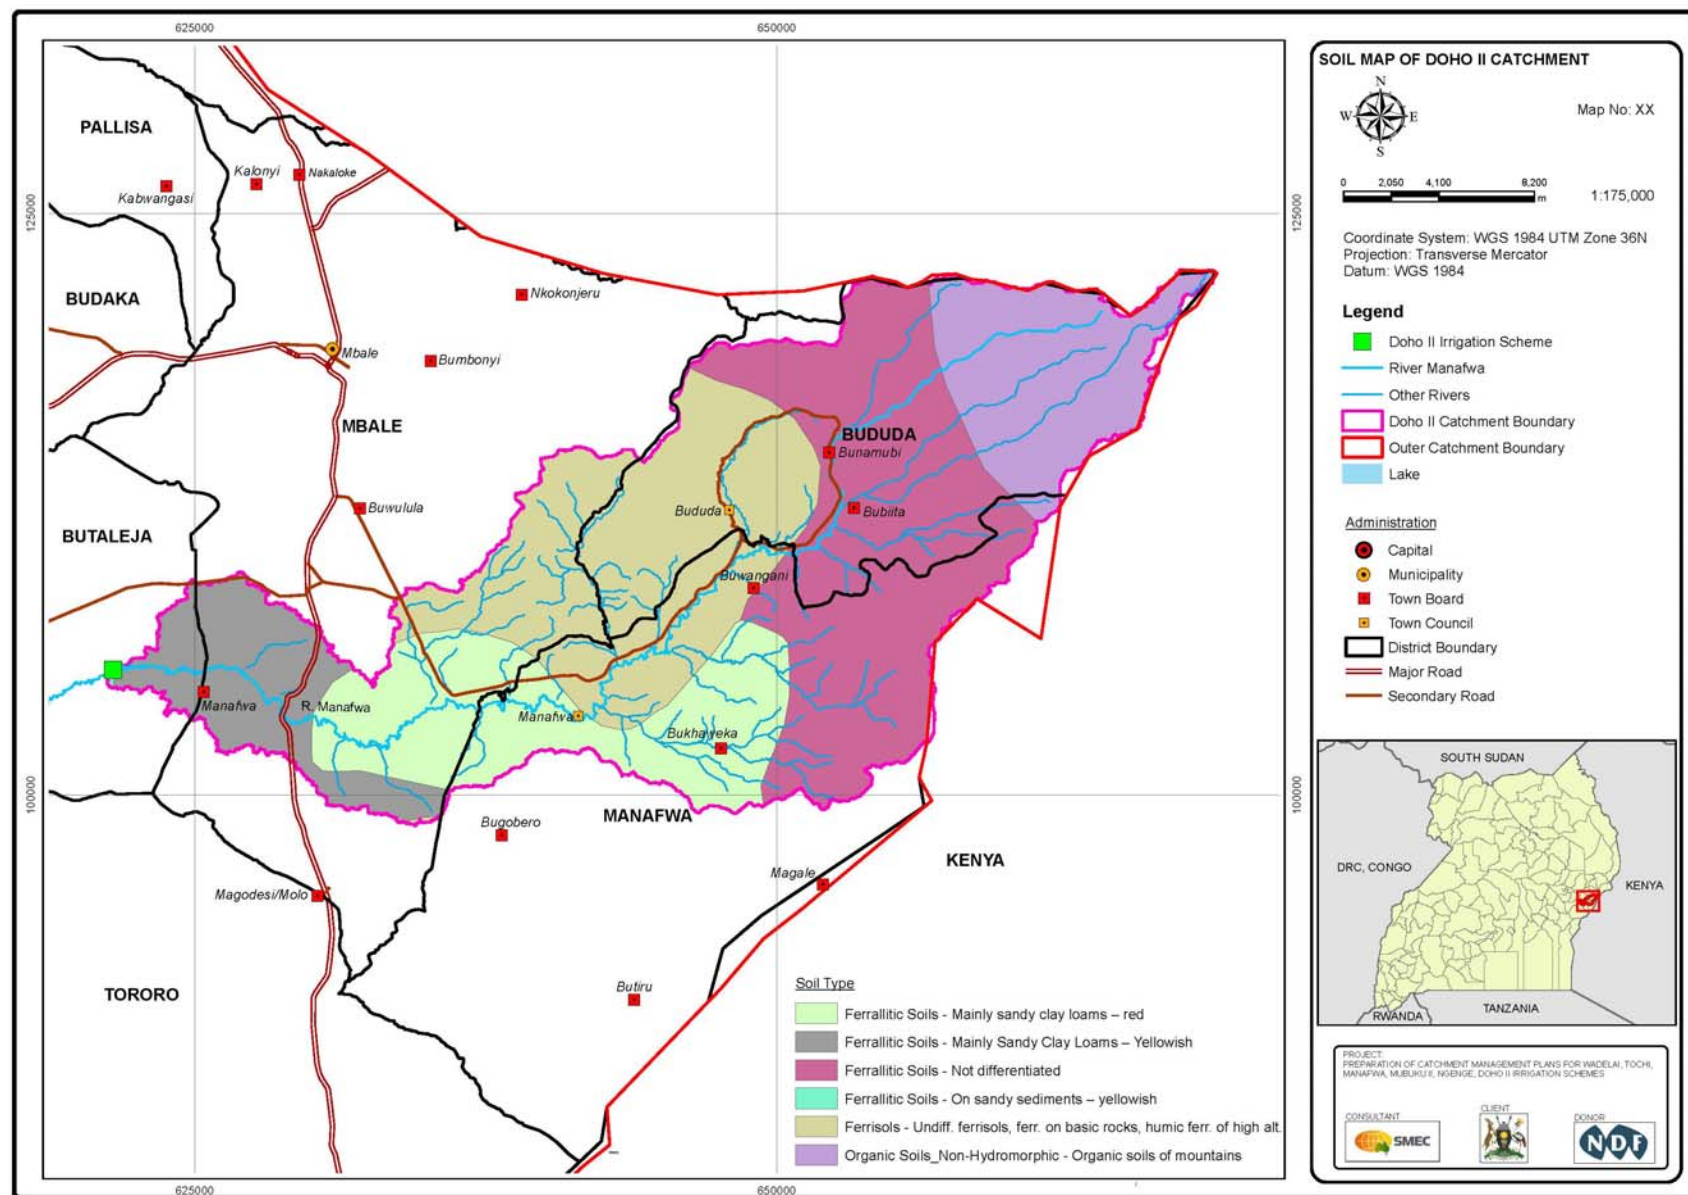 625000
650000
125000
100000
125000
100000
625000
650000
PALLISA
Kabwangasi
Kalonyi
Nakaloke
BUDAKA
Nkokonjeru
Mbale
Bumbonyi
MBALE
BUDUDA
Bunamubi
Buwulula
Bududa
Bubiita
BUTALEJA
Buwangani
Manafwa
R. Manafwa
Manafwa
Bukhaweka
MANAFWA
Bugobero
KENYA
Magale
Magodesi/Molo
TORORO
Butiru
Soil Type
Ferrallitic Soils - Mainly sandy clay loams – red
Ferrallitic Soils - Mainly Sandy Clay Loams – Yellowish
Ferrallitic Soils - Not differentiated
Ferrallitic Soils - On sandy sediments – yellowish
Ferrisols - Undiff. ferrisols, ferr. on basic rocks, humic ferr. of high alt.
Organic Soils_Non-Hydromorphic - Organic soils of mountains
SOIL MAP OF DOHO II CATCHMENT
N
W E
S
Map No: XX
0 2,050 4,100 8,200
m
1:175,000
Coordinate System: WGS 1984 UTM Zone 36N
Projection: Transverse Mercator
Datum: WGS 1984
Legend
Doho II Irrigation Scheme
River Manafwa
Other Rivers
Doho II Catchment Boundary
Outer Catchment Boundary
Lake
Administration
Capital
Municipality
Town Board
Town Council
District Boundary
Major Road
Secondary Road
SOUTH SUDAN
DRC, CONGO
KENYA
TANZANIA
RWANDA
PROJECT:
PREPARATION OF CATCHMENT MANAGEMENT PLANS FOR WADELAI, TOCHI,
MANAFWA, MUBUKU II, NGENGE, DOHO II IRRIGATION SCHEMES
CONSULTANT
CLIENT
DONOR
SMEC
NDF